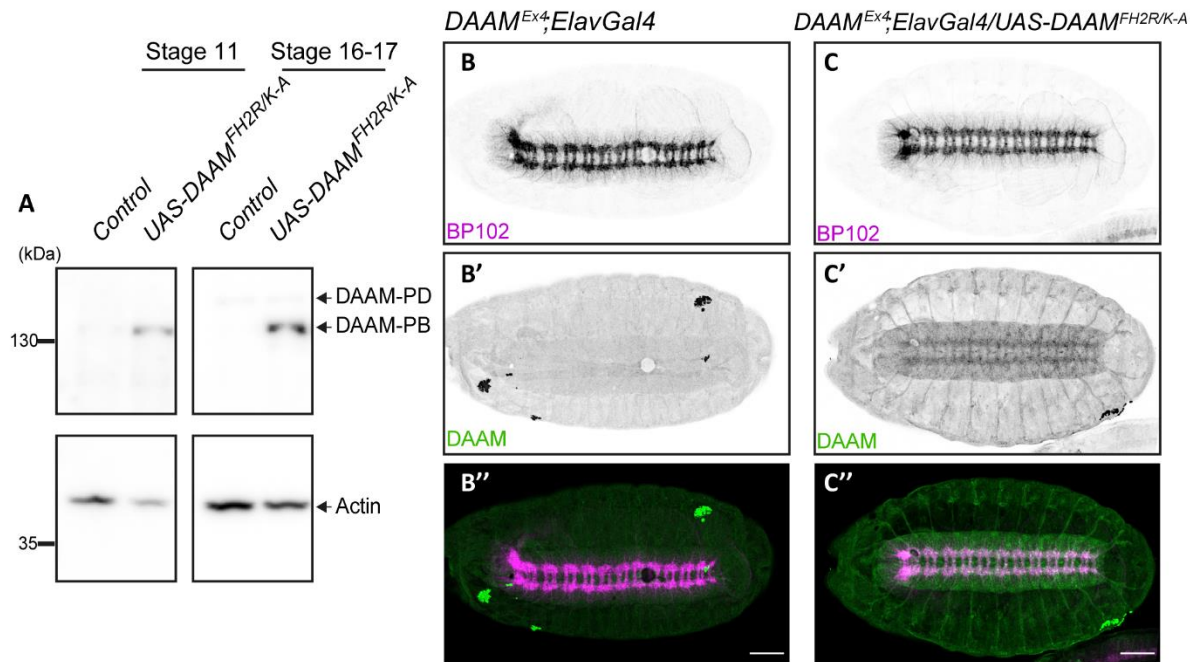 DAAM^Ex4;ElavGal4
DAAM^Ex4;ElavGal4/UAS-DAAM^FH2R/K-A
Stage 11
Stage 16-17
A
Control
UAS-DAAM^FH2R/K-A
Control
UAS-DAAM^FH2R/K-A
(kDa)
130
35
DAAM-PD
DAAM-PB
Actin
B
BP102
B'
DAAM
B''
C
BP102
C'
DAAM
C''